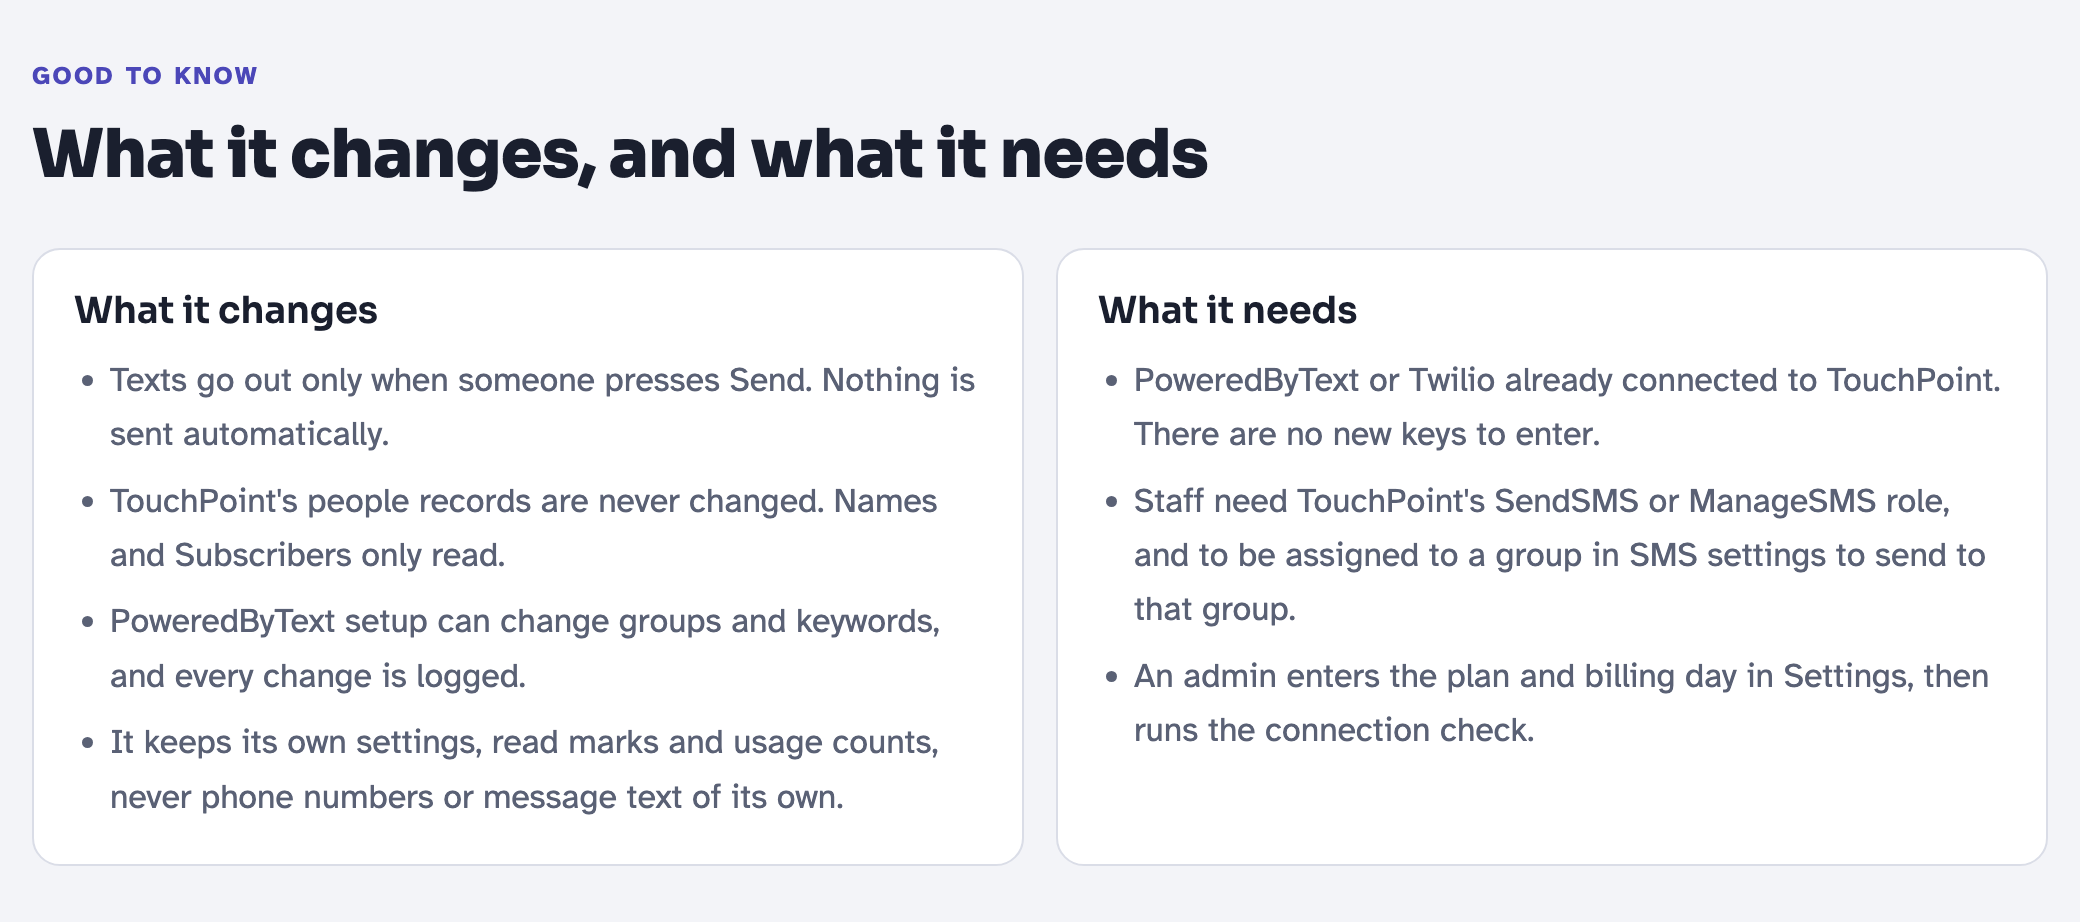 GOOD TO KNOW
What it changes, and what it needs
What it changes
• Texts go out only when someone presses Send. Nothing is
sent automatically.
• TouchPoint's people records are never changed. Names
and Subscribers only read.
• PoweredByText setup can change groups and keywords,
and every change is logged.
• It keeps its own settings, read marks and usage counts,
never phone numbers or message text of its own.
What it needs
• PoweredByText or Twilio already connected to TouchPoint.
There are no new keys to enter.
• Staff need TouchPoint's SendSMS or ManageSMS role,
and to be assigned to a group in SMS settings to send to
that group.
• An admin enters the plan and billing day in Settings, then
runs the connection check.